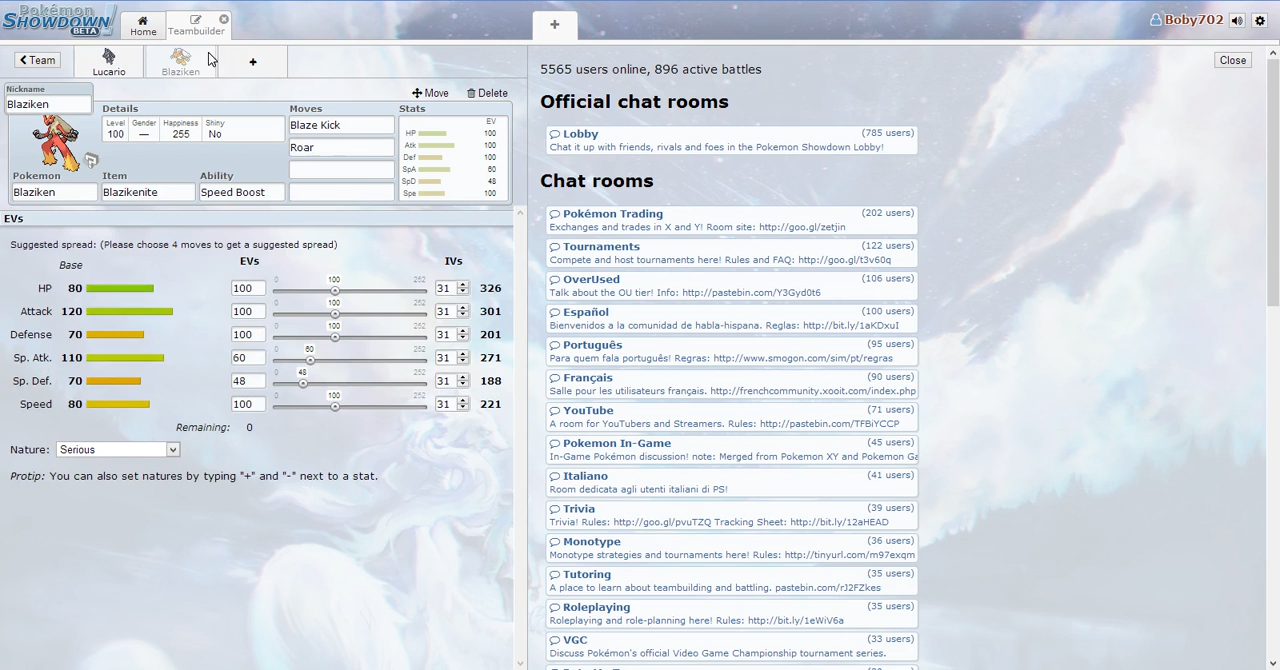 Pokémon
SHOWDOWN!
BETA
Home
Teambuilder
+
Boby702
< Team
Lucario
Blaziken
+
Nickname
Blaziken
Move
Delete
Details
Moves
Stats
Level
Gender
Happiness
Shiny
100
—
255
No
Blaze Kick
Roar
EV
HP 100
Atk 100
Def 100
SpA 60
SpD 48
Spe 100
Pokemon
Item
Ability
Blaziken
Blazikenite
Speed Boost
EVs
Suggested spread: (Please choose 4 moves to get a suggested spread)
Base
EVs
IVs
HP 80 100 0 100 252 31 326
Attack 120 100 0 100 252 31 301
Defense 70 100 0 100 252 31 201
Sp. Atk. 110 60 0 60 252 31 271
Sp. Def. 70 48 0 48 252 31 188
Speed 80 100 0 100 252 31 221
Remaining: 0
Nature: Serious
Protip: You can also set natures by typing "+" and "-" next to a stat.
Close
5565 users online, 896 active battles
Official chat rooms
Lobby (785 users)
Chat it up with friends, rivals and foes in the Pokemon Showdown Lobby!
Chat rooms
Pokémon Trading (202 users)
Exchanges and trades in X and Y! Room site: http://goo.gl/zetjin
Tournaments (122 users)
Compete and host tournaments here! Rules and FAQ: http://goo.gl/t3v60q
OverUsed (106 users)
Talk about the OU tier! Info: http://pastebin.com/Y3Gyd0t6
Español (100 users)
Bienvenidos a la comunidad de habla-hispana. Reglas: http://bit.ly/1aKDxuI
Português (95 users)
Para quem fala português! Regras: http://www.smogon.com/sim/pt/regras
Français (90 users)
Salle pour les utilisateurs français. http://frenchcommunity.xooit.com/index.php
YouTube (71 users)
A room for YouTubers and Streamers. Rules: http://pastebin.com/TFBiYCCP
Pokemon In-Game (45 users)
In-Game Pokémon discussion! note: Merged from Pokemon XY and Pokemon Ga
Italiano (41 users)
Room dedicata agli utenti italiani di PS!
Trivia (39 users)
Trivia! Rules: http://goo.gl/pvuTZQ Tracking Sheet: http://bit.ly/12aHEAD
Monotype (36 users)
Monotype strategies and tournaments here! Rules: http://tinyurl.com/m97exqm
Tutoring (35 users)
A place to learn about teambuilding and battling. pastebin.com/rJ2FZkes
Roleplaying (35 users)
Roleplaying and role-planning here! Rules: http://bit.ly/1eWiV6a
VGC (33 users)
Discuss Pokémon's official Video Game Championship tournament series.